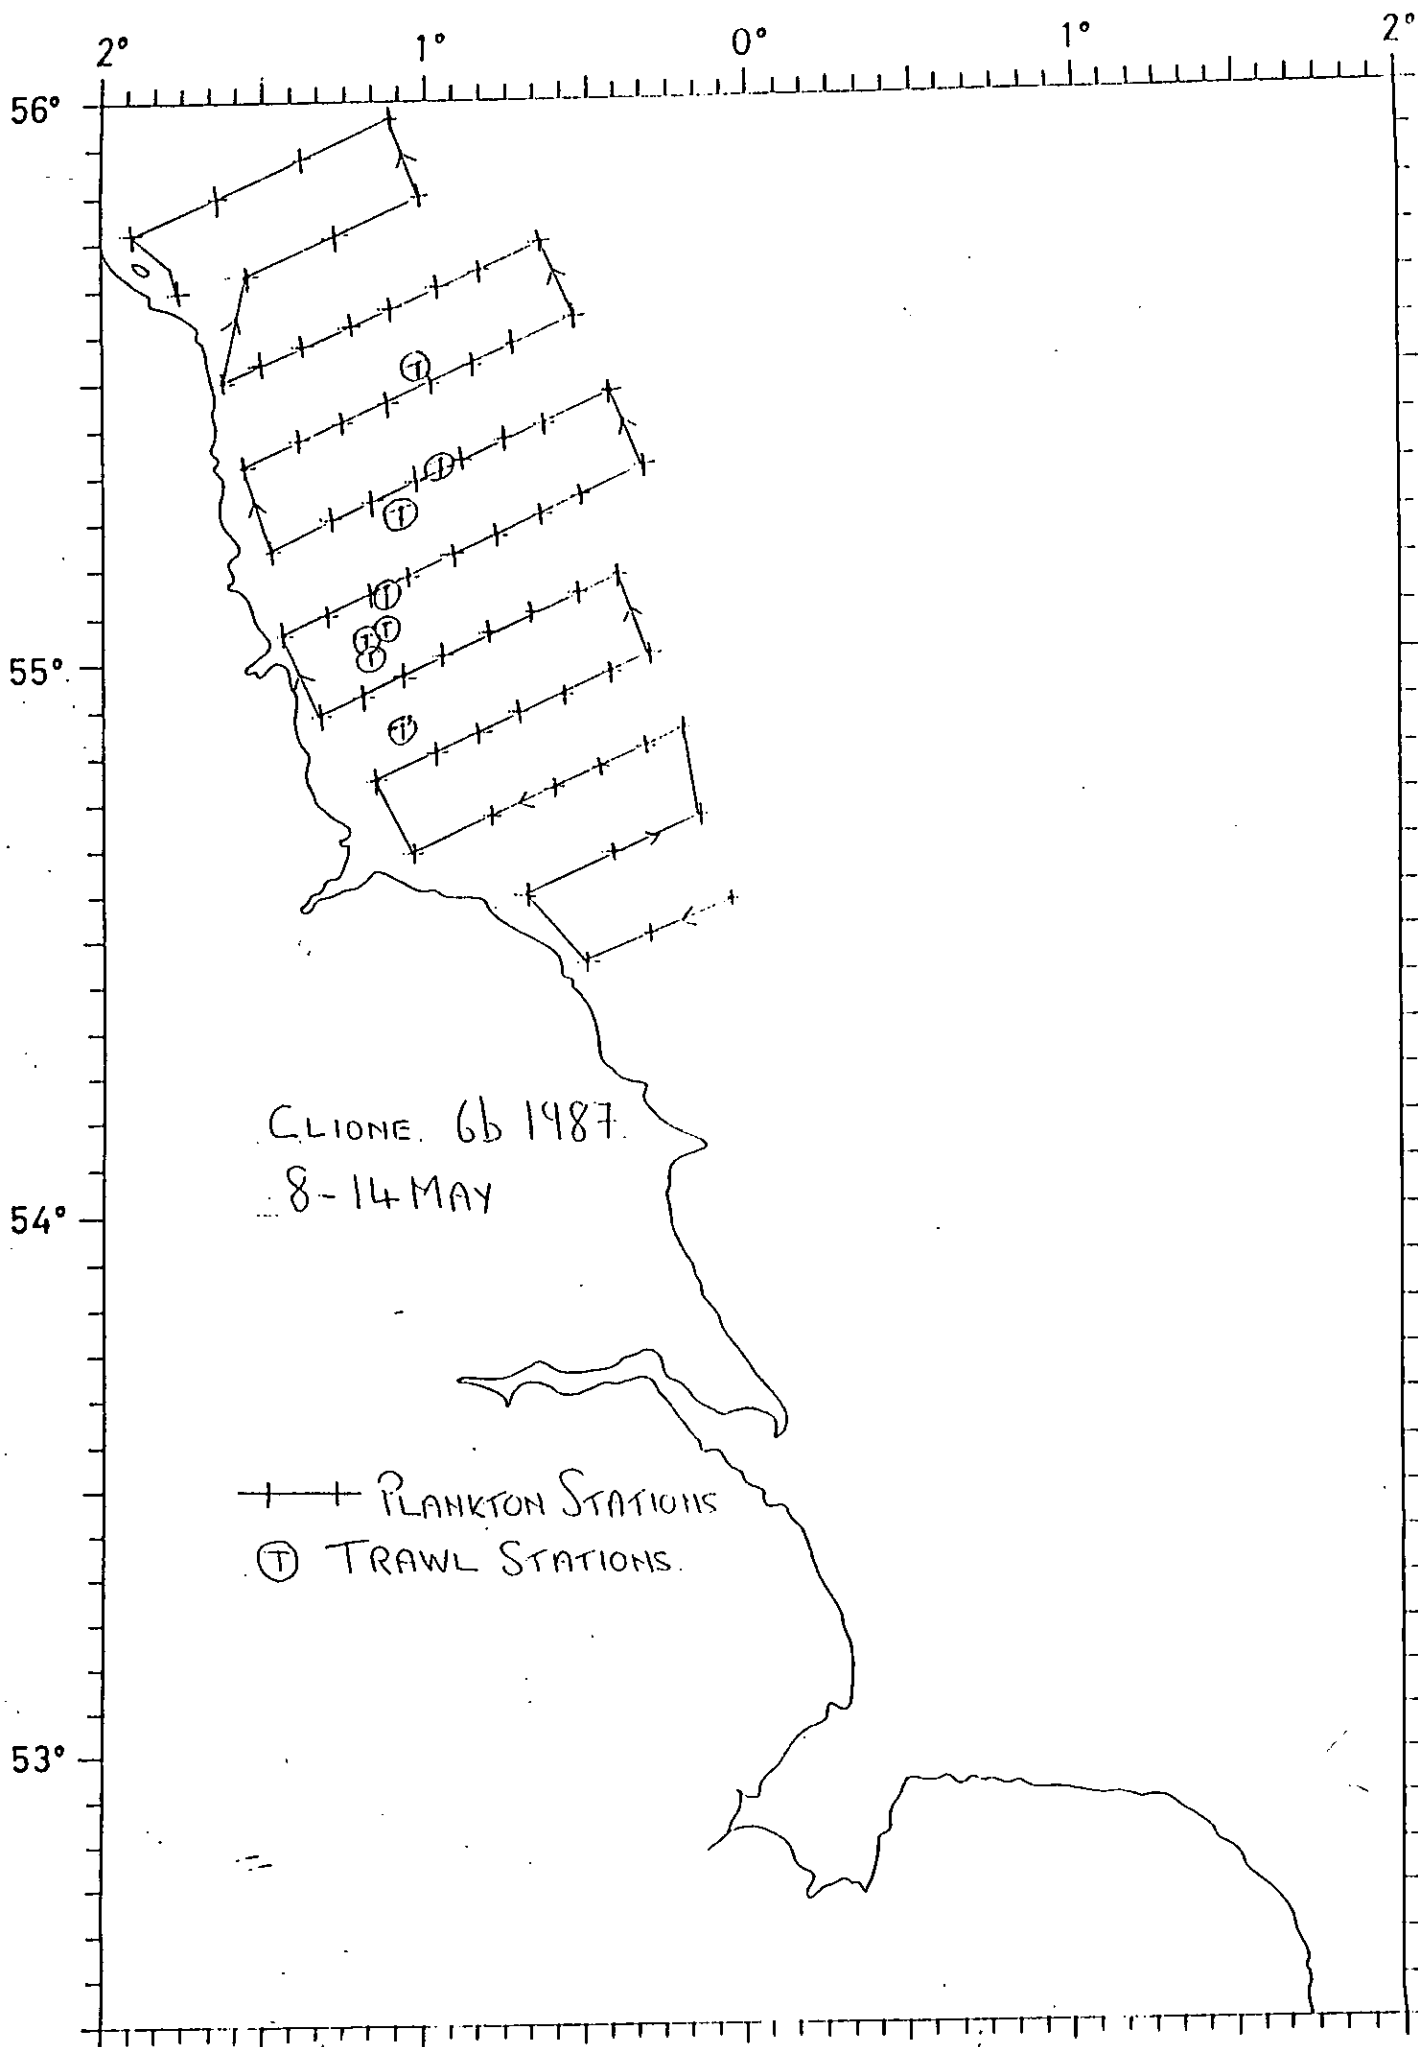 2° 1° 0° 1° 2°
56°
T
T
T
T
T T
T
T
55°
CLIONE. 6b 1987.
8-14 MAY
54°
PLANKTON STATIONS
T TRAWL STATIONS.
53°